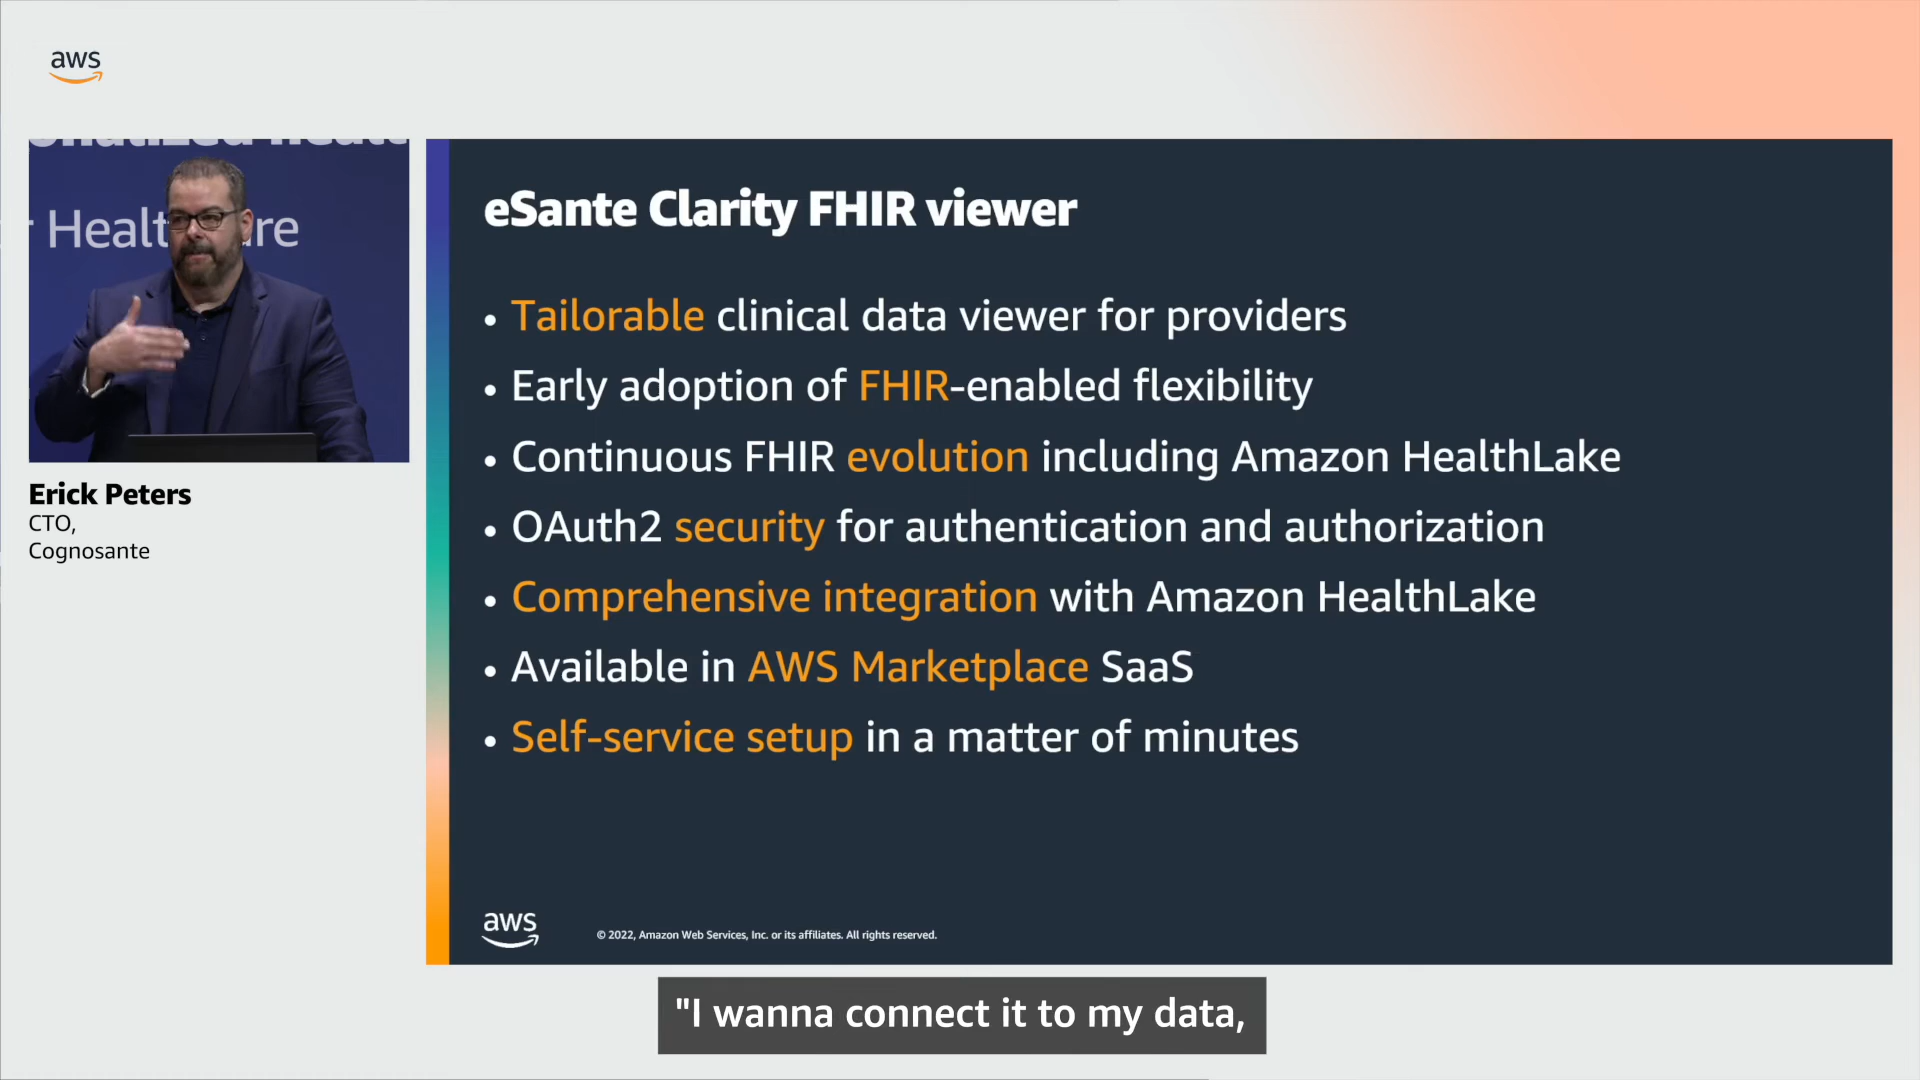 aws
Erick Peters
CTO,
Cognosante
eSante Clarity FHIR viewer
• Tailorable clinical data viewer for providers
• Early adoption of FHIR-enabled flexibility
• Continuous FHIR evolution including Amazon HealthLake
• OAuth2 security for authentication and authorization
• Comprehensive integration with Amazon HealthLake
• Available in AWS Marketplace SaaS
• Self-service setup in a matter of minutes
aws
© 2022, Amazon Web Services, Inc. or its affiliates. All rights reserved.
"I wanna connect it to my data,